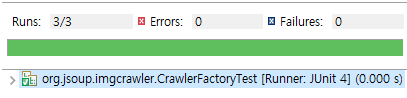 Runs: 3/3 Errors: 0 Failures: 0
org.jsoup.imgcrawler.CrawlerFactoryTest [Runner: JUnit 4] (0.000 s)